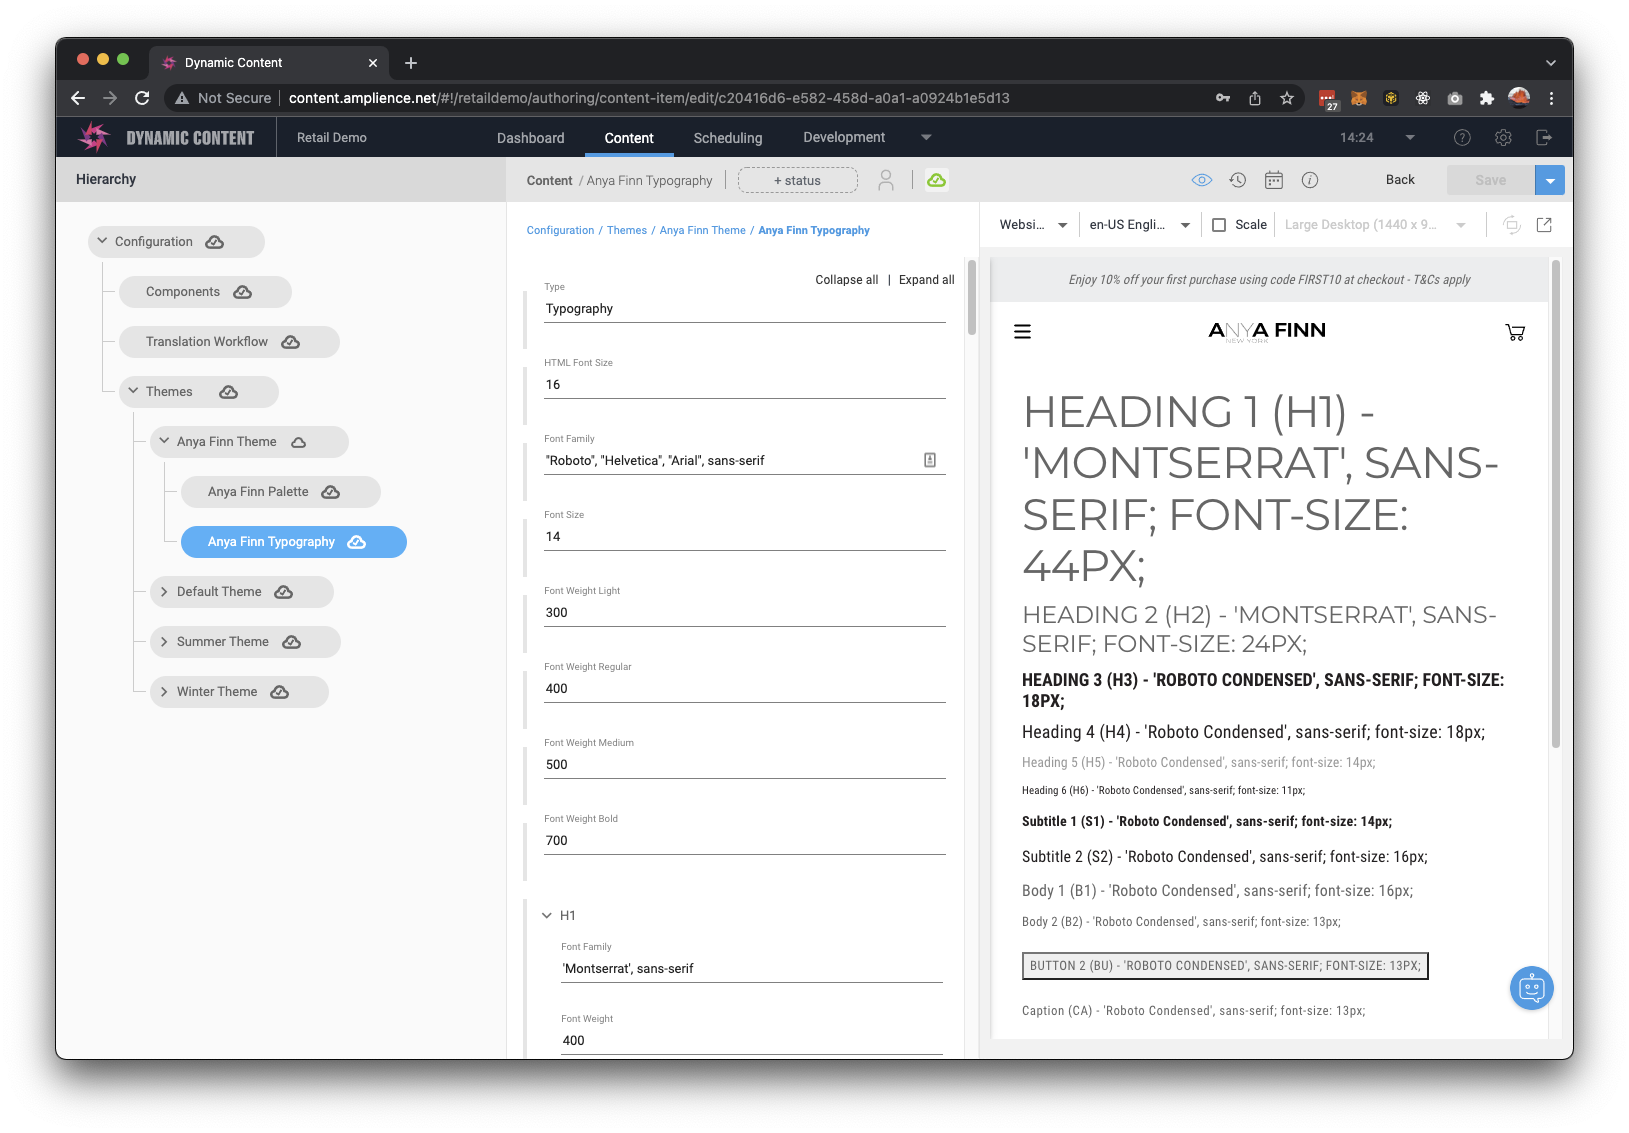 Dynamic Content
Not Secure
content.amplience.net/#!/retaildemo/authoring/content-item/edit/c20416d6-e582-458d-a0a1-a0924b1e5d13
27
DYNAMIC CONTENT
Retail Demo
Dashboard
Content
Scheduling
Development
14:24
Hierarchy
Content / Anya Finn Typography
+ status
Back
Save
Configuration
Components
Translation Workflow
Themes
Anya Finn Theme
Anya Finn Palette
Anya Finn Typography
Default Theme
Summer Theme
Winter Theme
Configuration / Themes / Anya Finn Theme / Anya Finn Typography
Collapse all | Expand all
Type
Typography
HTML Font Size
16
Font Family
"Roboto", "Helvetica", "Arial", sans-serif
Font Size
14
Font Weight Light
300
Font Weight Regular
400
Font Weight Medium
500
Font Weight Bold
700
H1
Font Family
'Montserrat', sans-serif
Font Weight
400
Websi...
en-US Engli...
Scale
Large Desktop (1440 x 9...
Enjoy 10% off your first purchase using code FIRST10 at checkout - T&Cs apply
ANYA FINN
NEW YORK
HEADING 1 (H1) -
'MONTSERRAT', SANS-
SERIF; FONT-SIZE:
44PX;
HEADING 2 (H2) - 'MONTSERRAT', SANS-
SERIF; FONT-SIZE: 24PX;
HEADING 3 (H3) - 'ROBOTO CONDENSED', SANS-SERIF; FONT-SIZE:
18PX;
Heading 4 (H4) - 'Roboto Condensed', sans-serif; font-size: 18px;
Heading 5 (H5) - 'Roboto Condensed', sans-serif; font-size: 14px;
Heading 6 (H6) - 'Roboto Condensed', sans-serif; font-size: 11px;
Subtitle 1 (S1) - 'Roboto Condensed', sans-serif; font-size: 14px;
Subtitle 2 (S2) - 'Roboto Condensed', sans-serif; font-size: 16px;
Body 1 (B1) - 'Roboto Condensed', sans-serif; font-size: 16px;
Body 2 (B2) - 'Roboto Condensed', sans-serif; font-size: 13px;
BUTTON 2 (BU) - 'ROBOTO CONDENSED', SANS-SERIF; FONT-SIZE: 13PX;
Caption (CA) - 'Roboto Condensed', sans-serif; font-size: 13px;